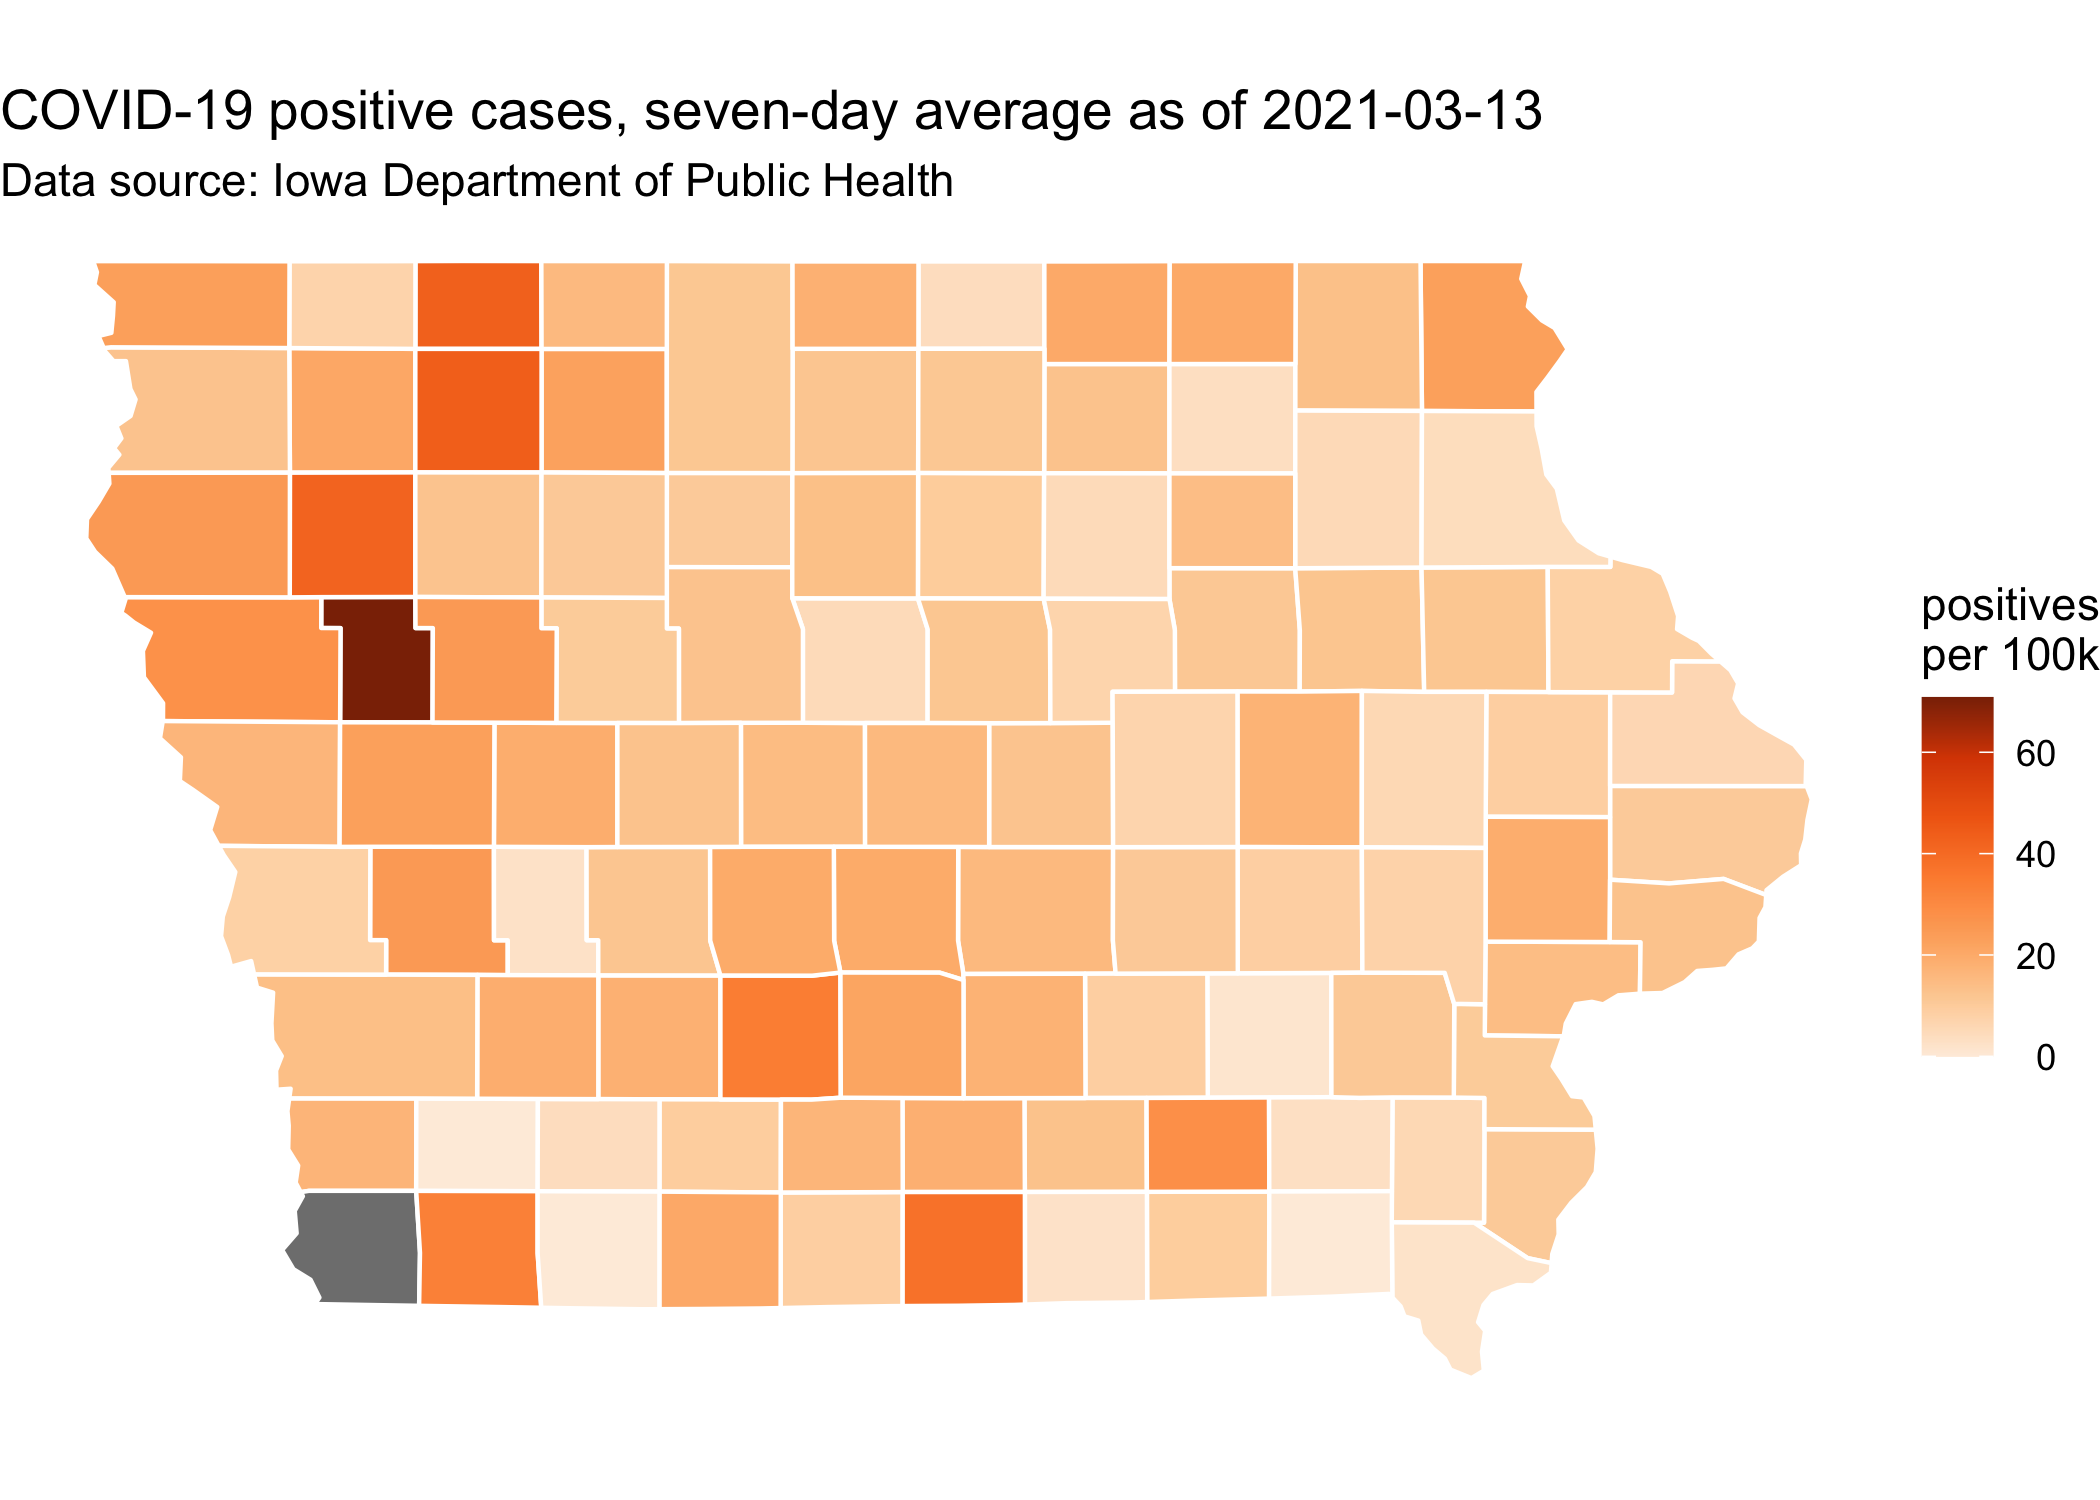 COVID-19 positive cases, seven-day average as of 2021-03-13
Data source: Iowa Department of Public Health
positives
per 100k
60
40
20
0